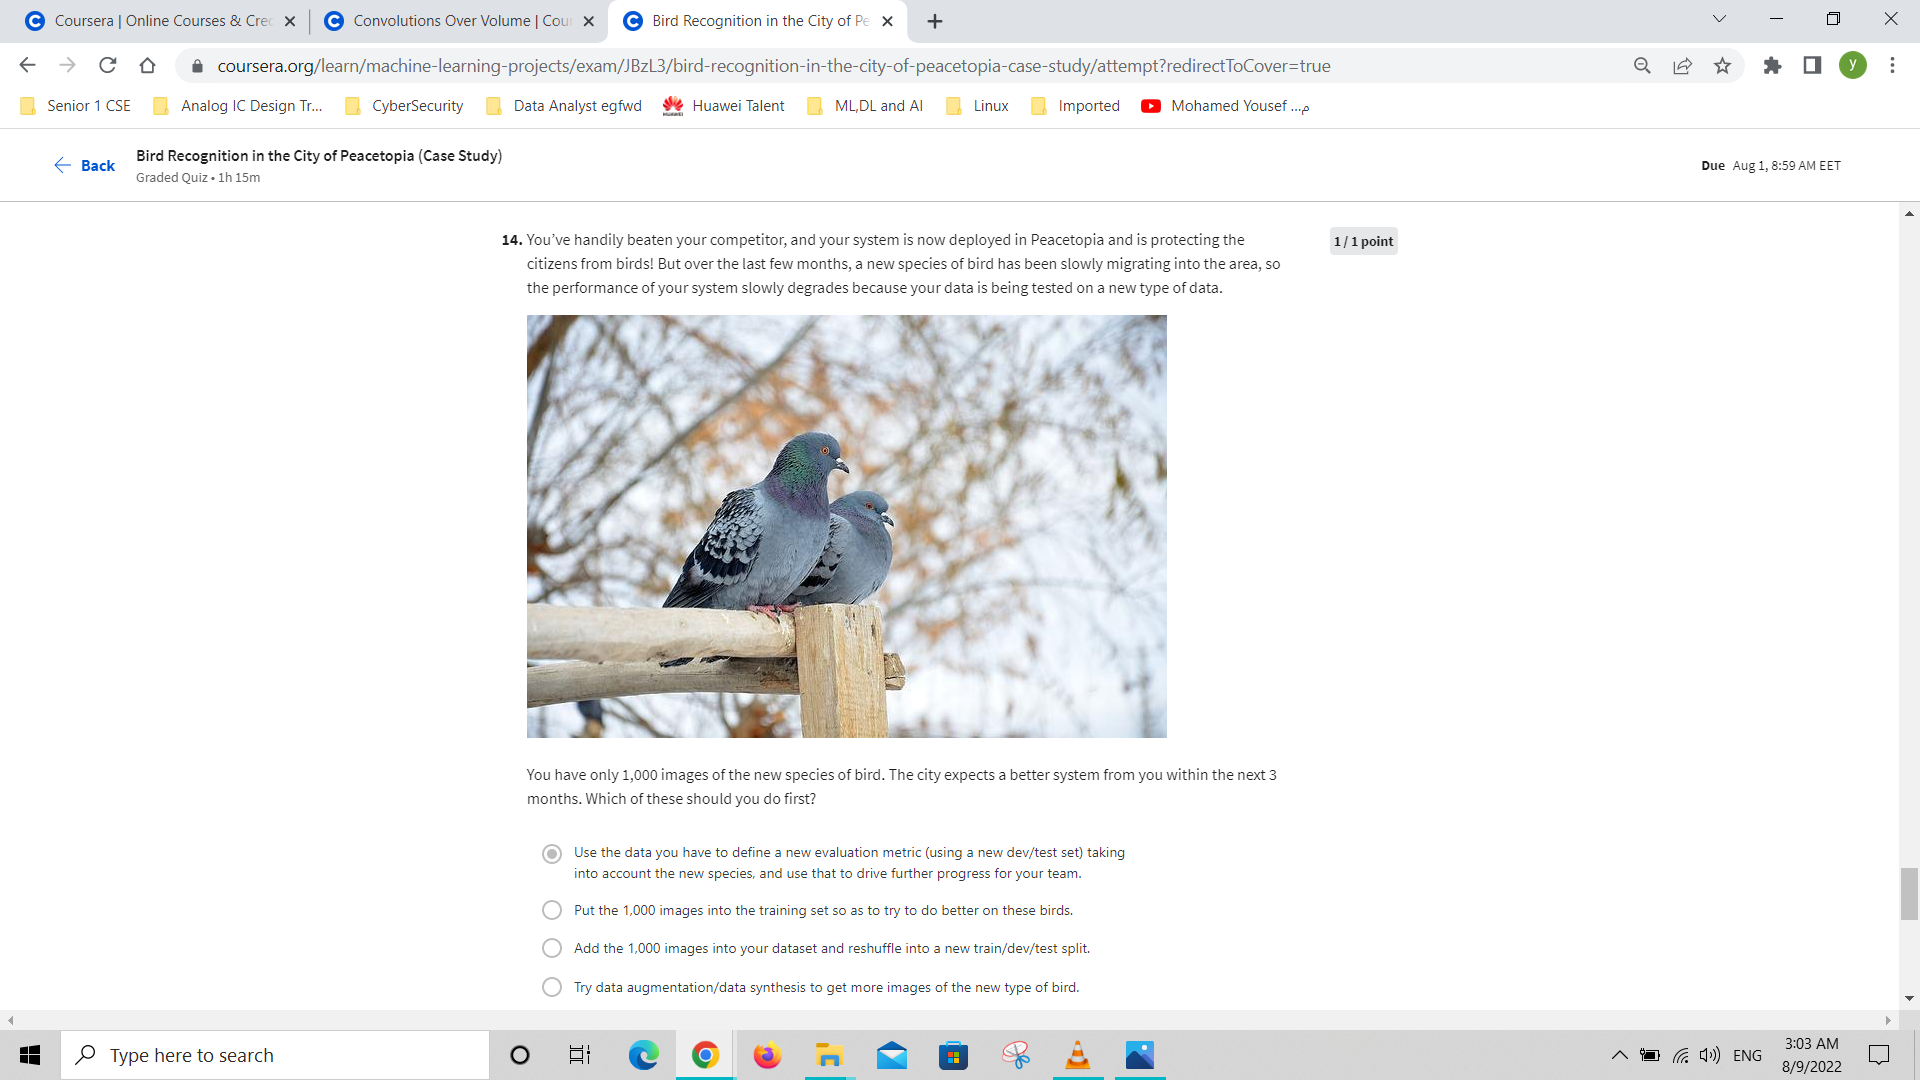 Coursera | Online Courses & Cre
Convolutions Over Volume | Cou
Bird Recognition in the City of Pe
coursera.org/learn/machine-learning-projects/exam/JBzL3/bird-recognition-in-the-city-of-peacetopia-case-study/attempt?redirectToCover=true
y
Senior 1 CSE
Analog IC Design Tr...
CyberSecurity
Data Analyst egfwd
HUAWEI
Huawei Talent
ML,DL and AI
Linux
Imported
Mohamed Yousef ...م
Back
Bird Recognition in the City of Peacetopia (Case Study)
Graded Quiz • 1h 15m
Due Aug 1, 8:59 AM EET
14. You’ve handily beaten your competitor, and your system is now deployed in Peacetopia and is protecting the
citizens from birds! But over the last few months, a new species of bird has been slowly migrating into the area, so
the performance of your system slowly degrades because your data is being tested on a new type of data.
1 / 1 point
You have only 1,000 images of the new species of bird. The city expects a better system from you within the next 3
months. Which of these should you do first?
Use the data you have to define a new evaluation metric (using a new dev/test set) taking
into account the new species, and use that to drive further progress for your team.
Put the 1,000 images into the training set so as to try to do better on these birds.
Add the 1,000 images into your dataset and reshuffle into a new train/dev/test split.
Try data augmentation/data synthesis to get more images of the new type of bird.
Type here to search
ENG
3:03 AM
8/9/2022